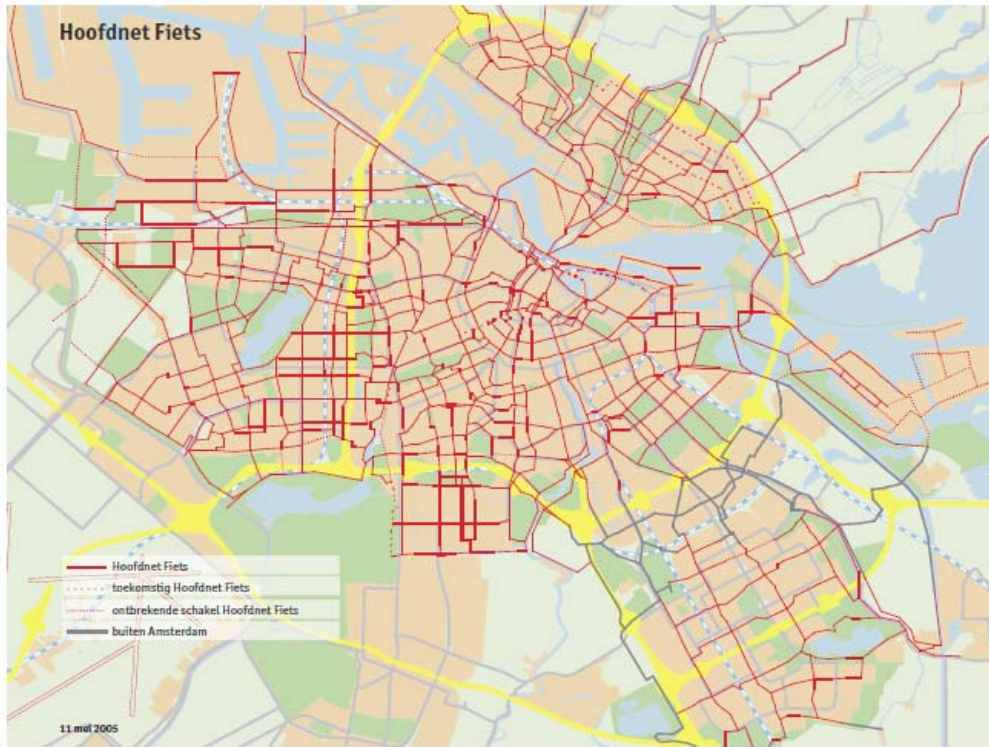 Hoofdnet Fiets
Hoofdnet Fiets
toekomstig Hoofdnet Fiets
ontbrekende schakel Hoofdnet Fiets
buiten Amsterdam
11 mei 2005